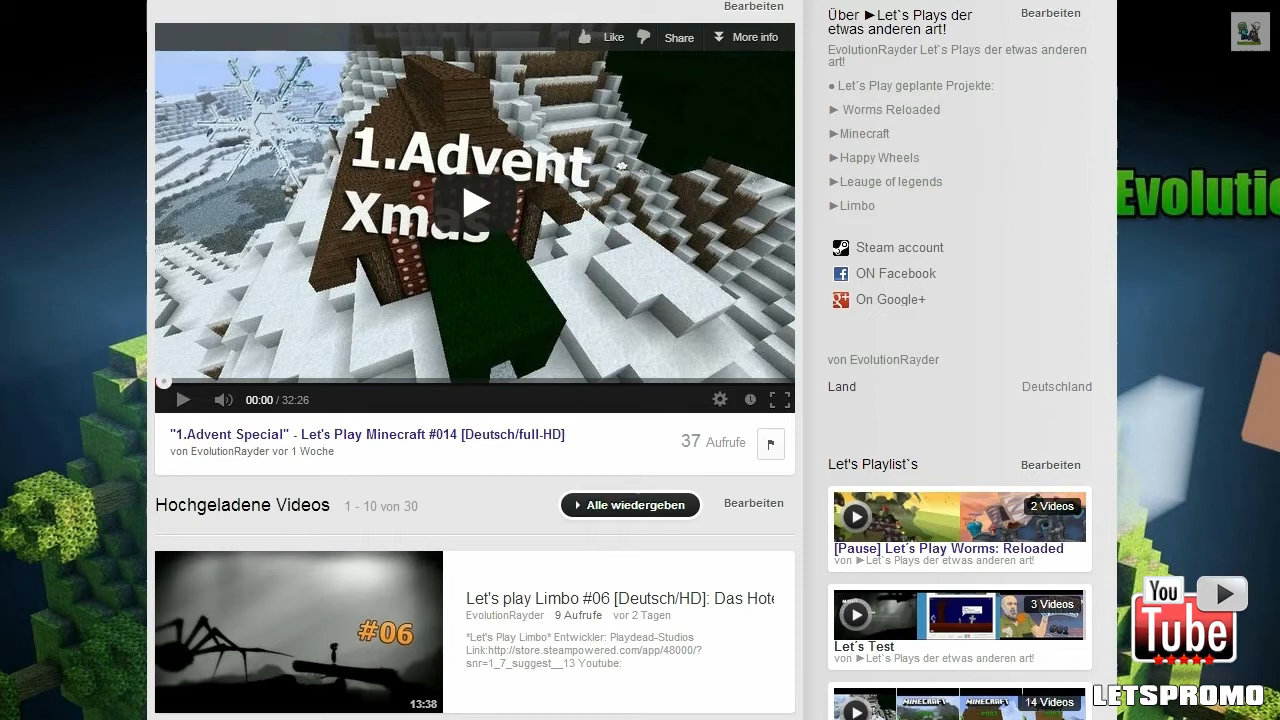 Bearbeiten
Like
Share
More info
1.Advent
Xmas
00:00 / 32:26
"1.Advent Special" - Let's Play Minecraft #014 [Deutsch/full-HD]
von EvolutionRayder vor 1 Woche
37 Aufrufe
Hochgeladene Videos 1 - 10 von 30
Alle wiedergeben
Bearbeiten
#06
13:38
Let's play Limbo #06 [Deutsch/HD]: Das Hote
EvolutionRayder 9 Aufrufe vor 2 Tagen
*Let's Play Limbo* Entwickler: Playdead-Studios
Link:http://store.steampowered.com/app/48000/?
snr=1_7_suggest__13 Youtube:
Über ►Let`s Plays der
etwas anderen art!
Bearbeiten
EvolutionRayder Let`s Plays der etwas anderen
art!
● Let`s Play geplante Projekte:
► Worms Reloaded
►Minecraft
►Happy Wheels
►Leauge of legends
►Limbo
Steam account
ON Facebook
On Google+
von EvolutionRayder
Land Deutschland
Let's Playlist`s
Bearbeiten
2 Videos
[Pause] Let`s Play Worms: Reloaded
von ►Let`s Plays der etwas anderen art!
3 Videos
Let`s Test
von ►Let`s Plays der etwas anderen art!
MINECRAFT
MINECRAFT
14 Videos
Evolutio
You
Tube
LETSPROMO